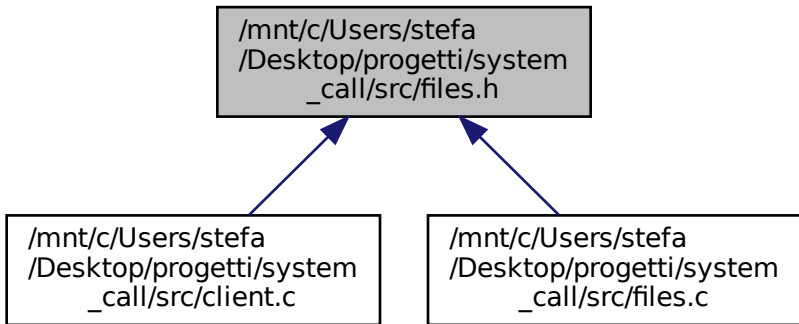 /mnt/c/Users/stefa
/Desktop/progetti/system
_call/src/files.h
/mnt/c/Users/stefa
/Desktop/progetti/system
_call/src/client.c
/mnt/c/Users/stefa
/Desktop/progetti/system
_call/src/files.c